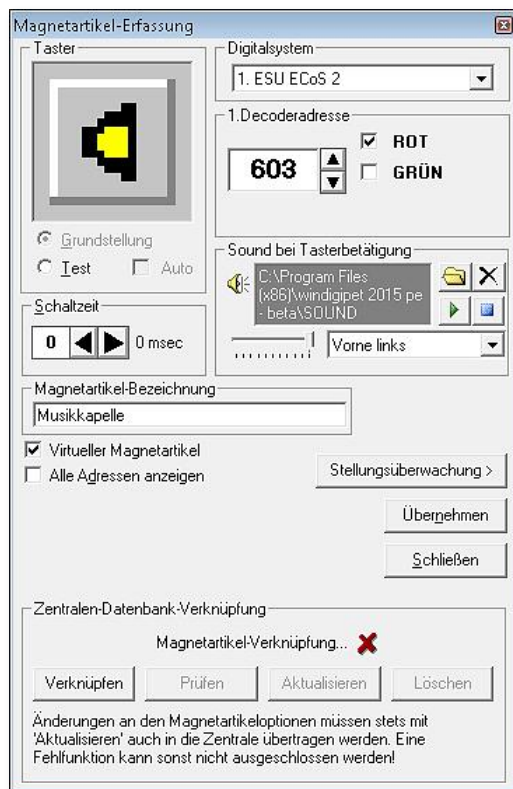 Magnetartikel-Erfassung
Taster
Grundstellung
Test
Auto
Schaltzeit
0
0 msec
Digitalsystem
1. ESU ECoS 2
1.Decoderadresse
603
ROT
GRÜN
Sound bei Tasterbetätigung
C:\Program Files
(x86)\windigipet 2015 pe
- beta\SOUND
Vorne links
Magnetartikel-Bezeichnung
Musikkapelle
Virtueller Magnetartikel
Alle Adressen anzeigen
Stellungsüberwachung >
Übernehmen
Schließen
Zentralen-Datenbank-Verknüpfung
Magnetartikel-Verknüpfung...
Verknüpfen
Prüfen
Aktualisieren
Löschen
Änderungen an den Magnetartikeloptionen müssen stets mit
'Aktualisieren' auch in die Zentrale übertragen werden. Eine
Fehlfunktion kann sonst nicht ausgeschlossen werden!